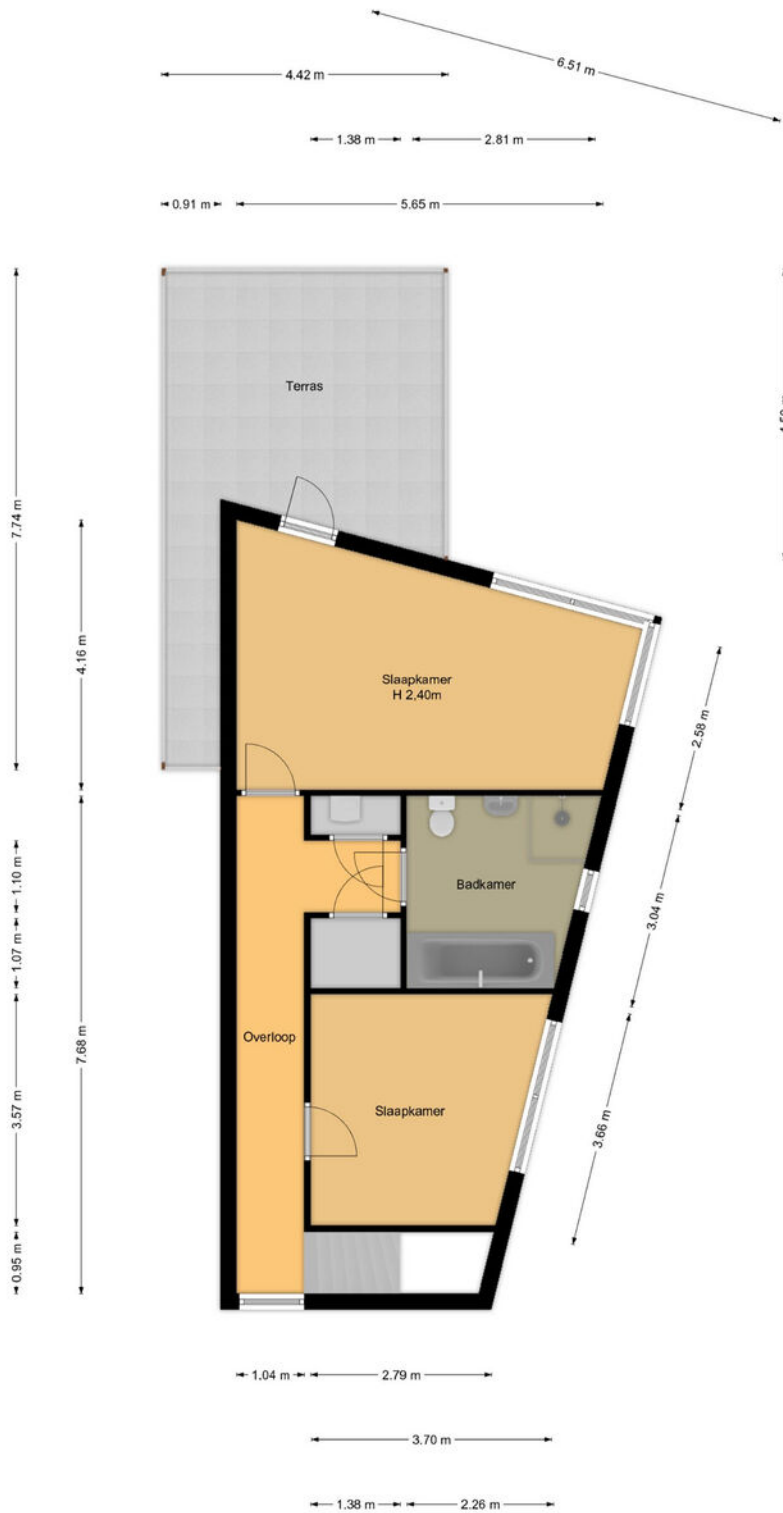 6.51 m
4.42 m
1.38 m
2.81 m
0.91 m
5.65 m
Terras
7.74 m
4.16 m
Slaapkamer
H 2,40m
2.58 m
1.10 m
Badkamer
3.04 m
1.07 m
7.68 m
Overloop
3.57 m
Slaapkamer
3.66 m
0.95 m
1.04 m
2.79 m
3.70 m
1.38 m
2.26 m